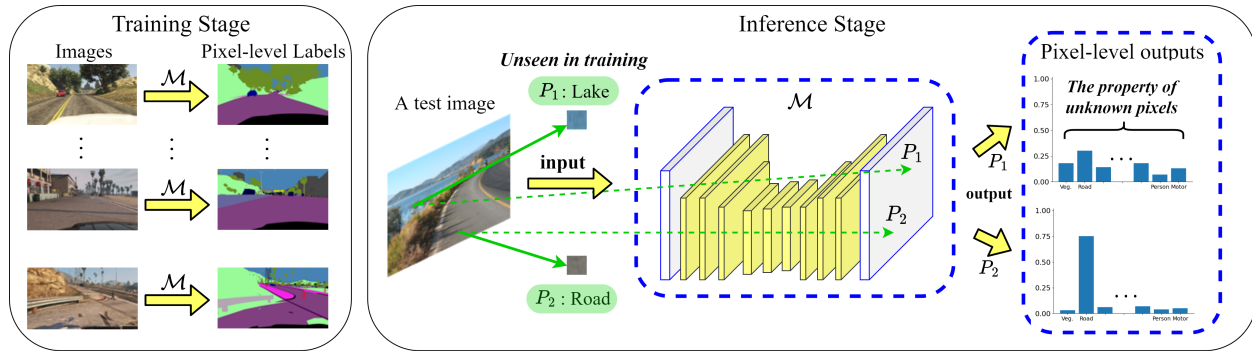 Training Stage
Images
Pixel-level Labels
ℳ
ℳ
ℳ
Inference Stage
Unseen in training
P₁ : Lake
A test image
input
P₂ : Road
ℳ
P₁
P₂
P₁
output
P₂
Pixel-level outputs
The property of
unknown pixels
1.00
0.75
0.50
0.25
0.00
Veg. Road Person Motor
1.00
0.75
0.50
0.25
0.00
Veg. Road Person Motor